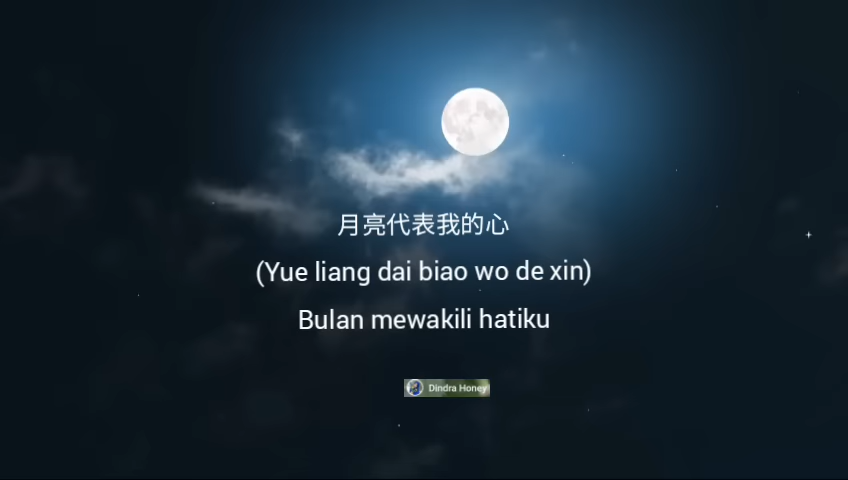 月亮代表我的心
(Yue liang dai biao wo de xin)
Bulan mewakili hatiku
Dindra Honey